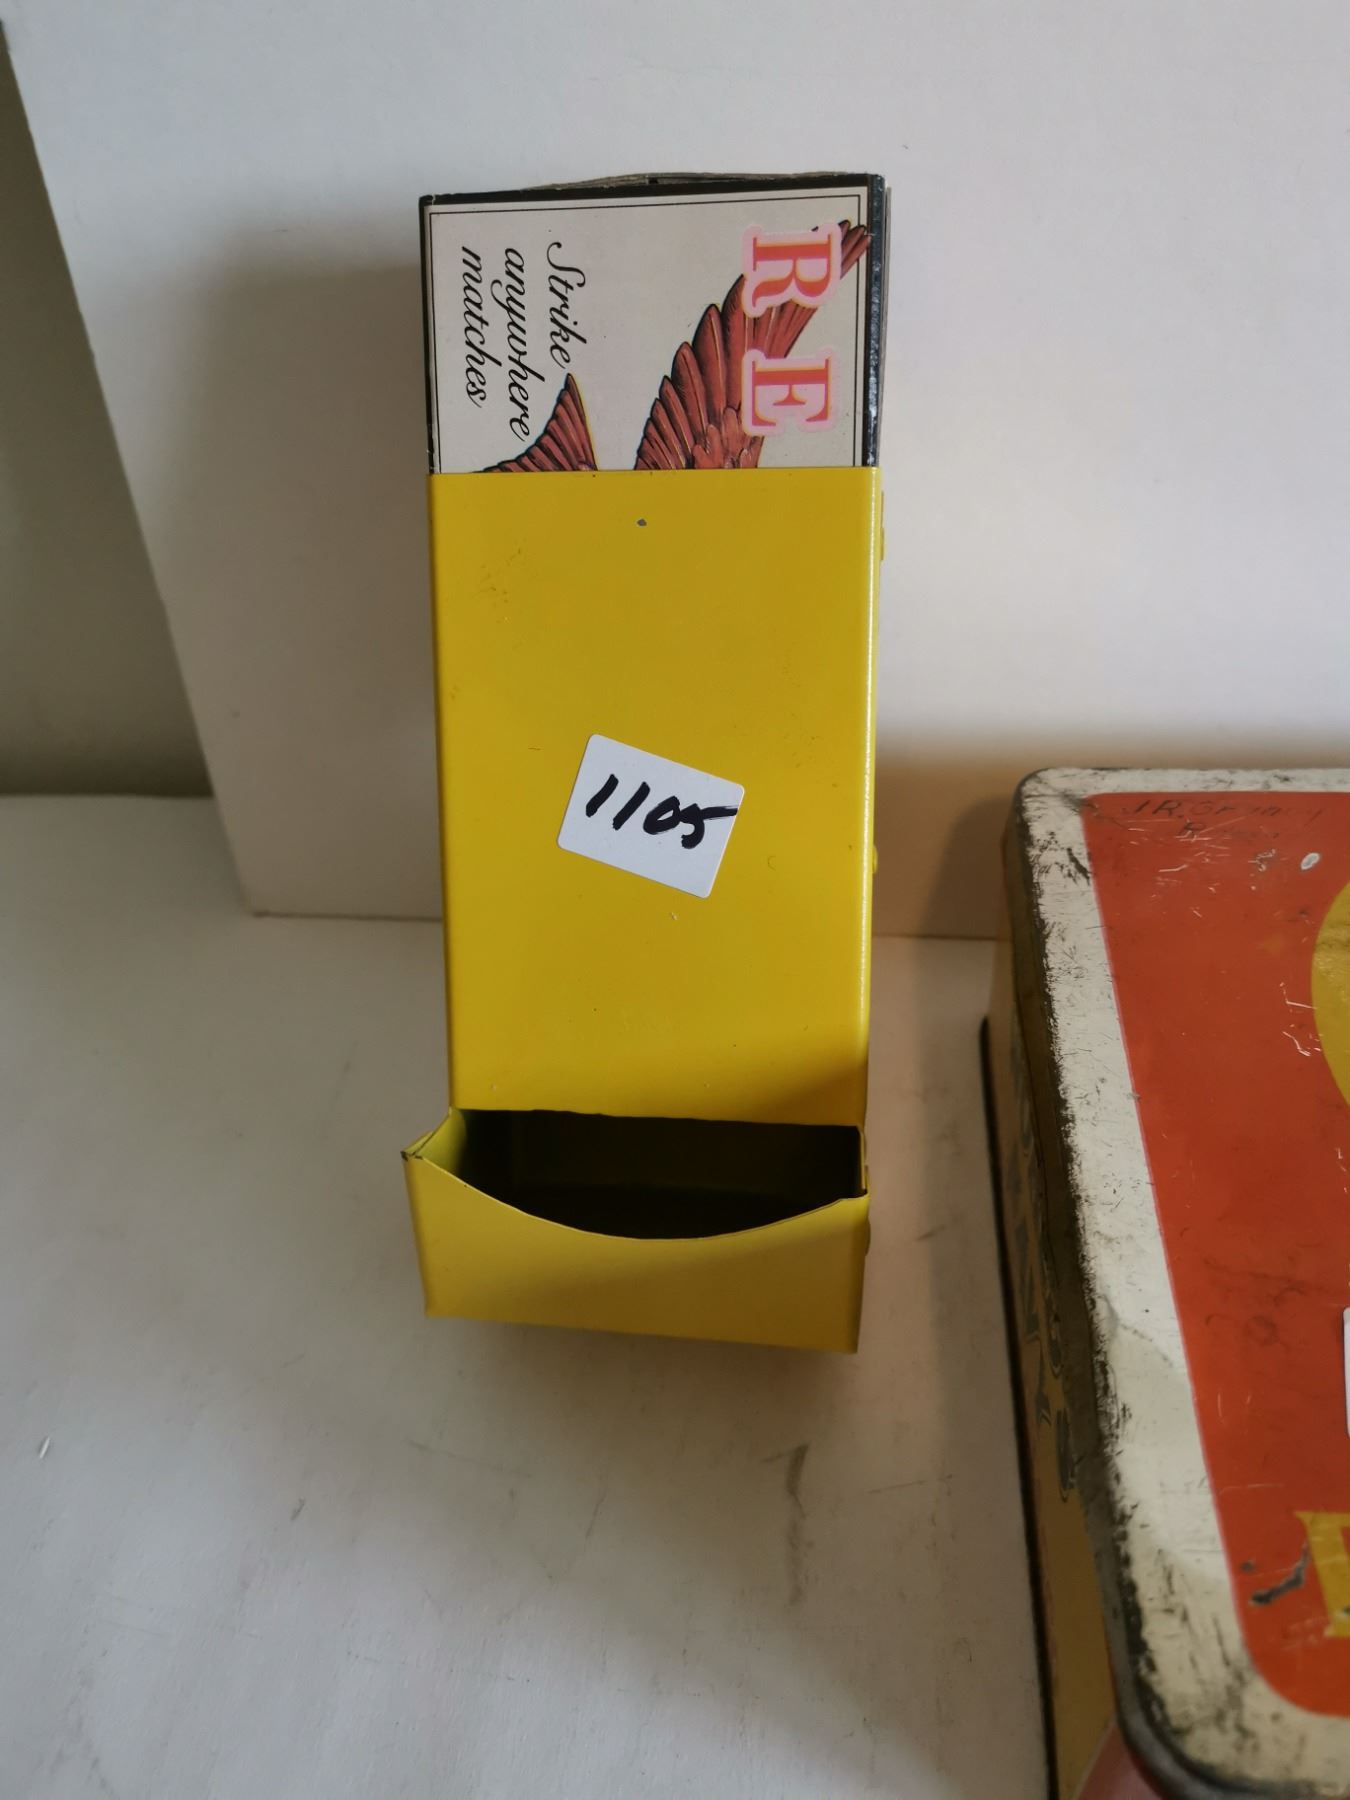 RE
Strike
anywhere
matches
1105